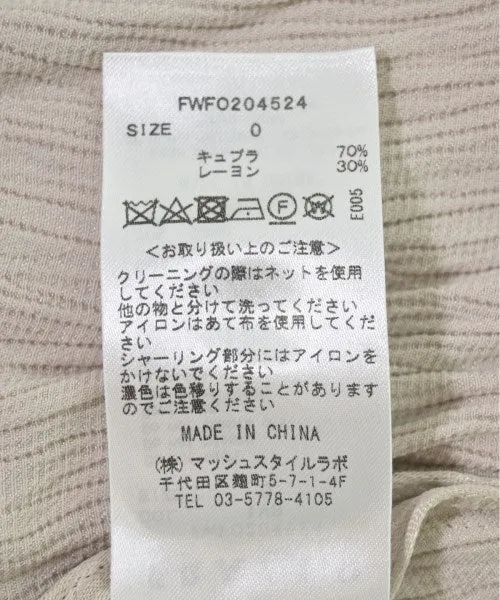 FWFO204524
SIZE 0
キュプラ 70%
レーヨン 30%
F W E005
＜お取り扱い上のご注意＞
クリーニングの際はネットを使用
してください
他の物と分けて洗ってください
アイロンはあて布を使用してくだ
さい
シャーリング部分にはアイロンを
かけないでください
濃色は色移りすることがあります
のでご注意ください
MADE IN CHINA
(株) マッシュスタイルラボ
千代田区麹町5-7-1-4F
TEL 03-5778-4105